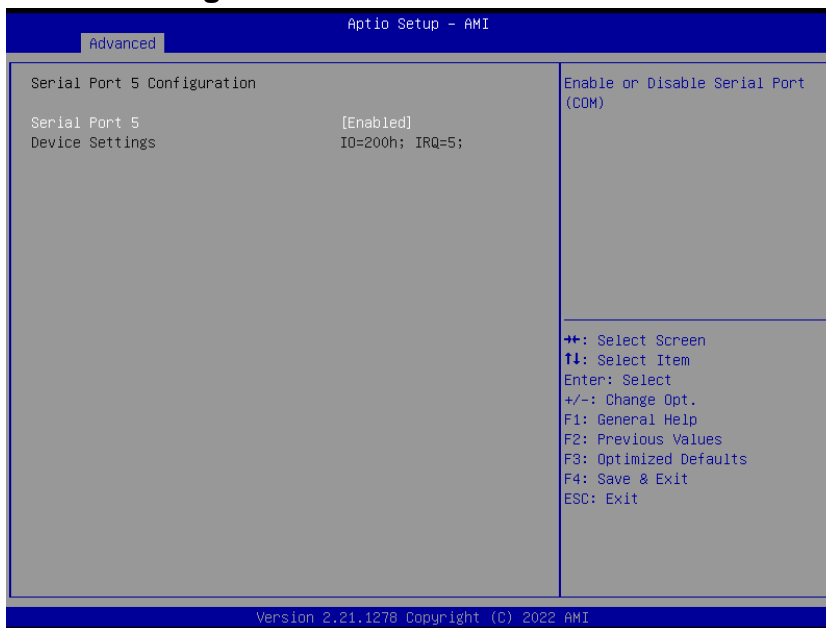 Aptio Setup – AMI
Advanced
Serial Port 5 Configuration
Serial Port 5 [Enabled]
Device Settings IO=200h; IRQ=5;
Enable or Disable Serial Port
(COM)
→←: Select Screen
↑↓: Select Item
Enter: Select
+/-: Change Opt.
F1: General Help
F2: Previous Values
F3: Optimized Defaults
F4: Save & Exit
ESC: Exit
Version 2.21.1278 Copyright (C) 2022 AMI